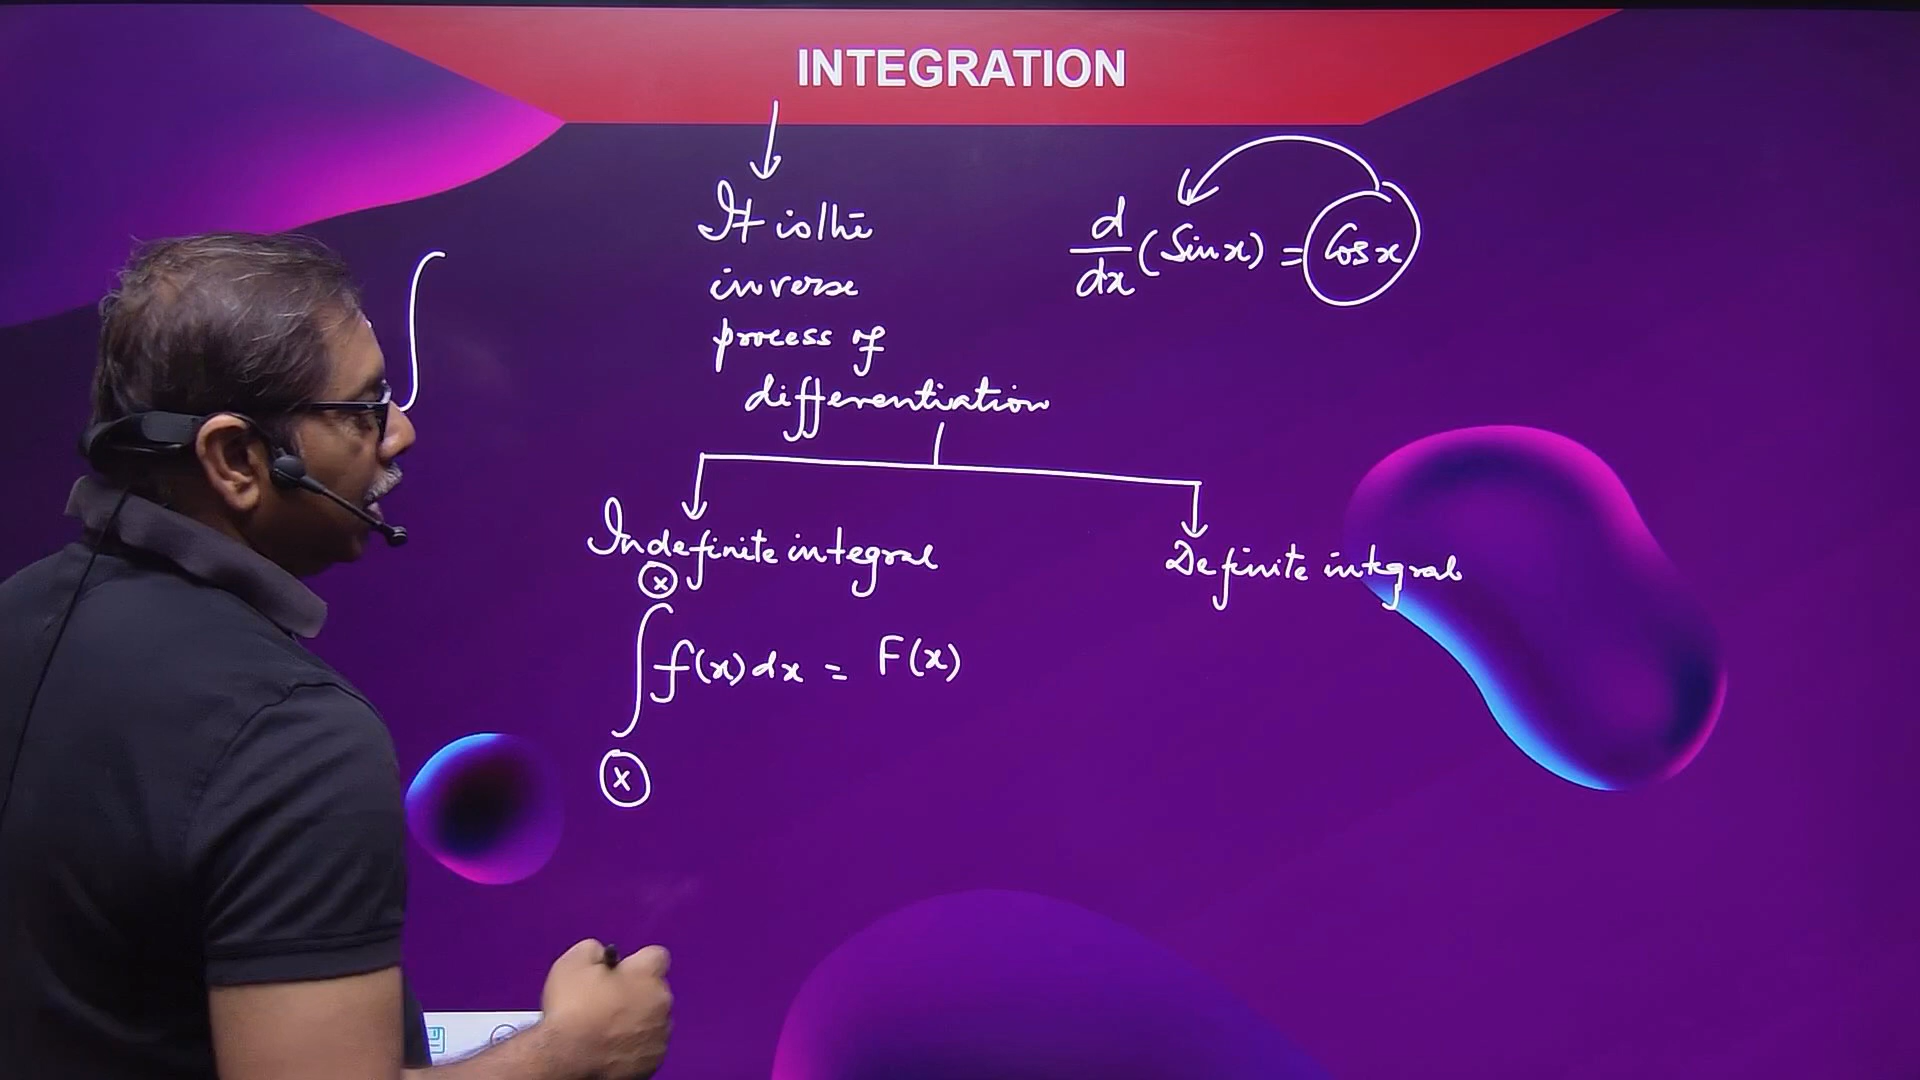 INTEGRATION
It is the
inverse
process of
differentiation
d/dx (Sin x) = Cos x
∫
Indefinite integral
Definite integral
x
∫ f(x) dx = F(x)
x